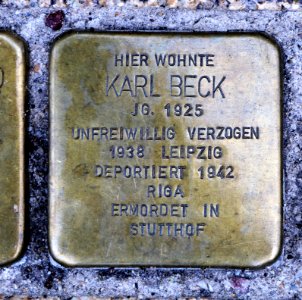 HIER WOHNTE
KARL BECK
JG. 1925
UNFREIWILLIG VERZOGEN
1938 LEIPZIG
DEPORTIERT 1942
RIGA
ERMORDET IN
STUTTHOF